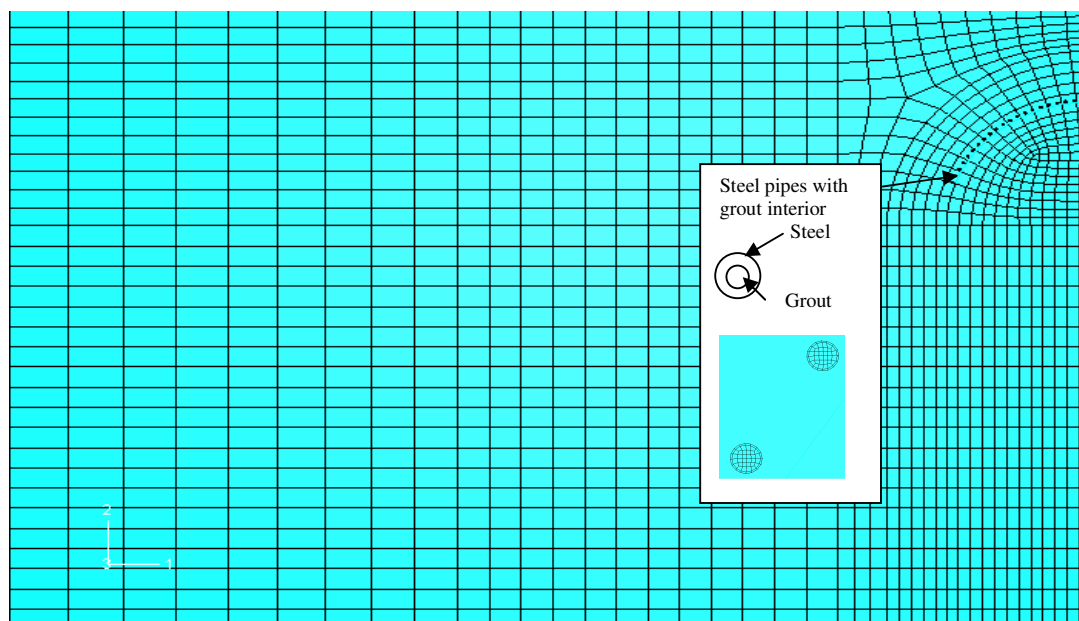 Steel pipes with
grout interior
Steel
Grout
2
3
1